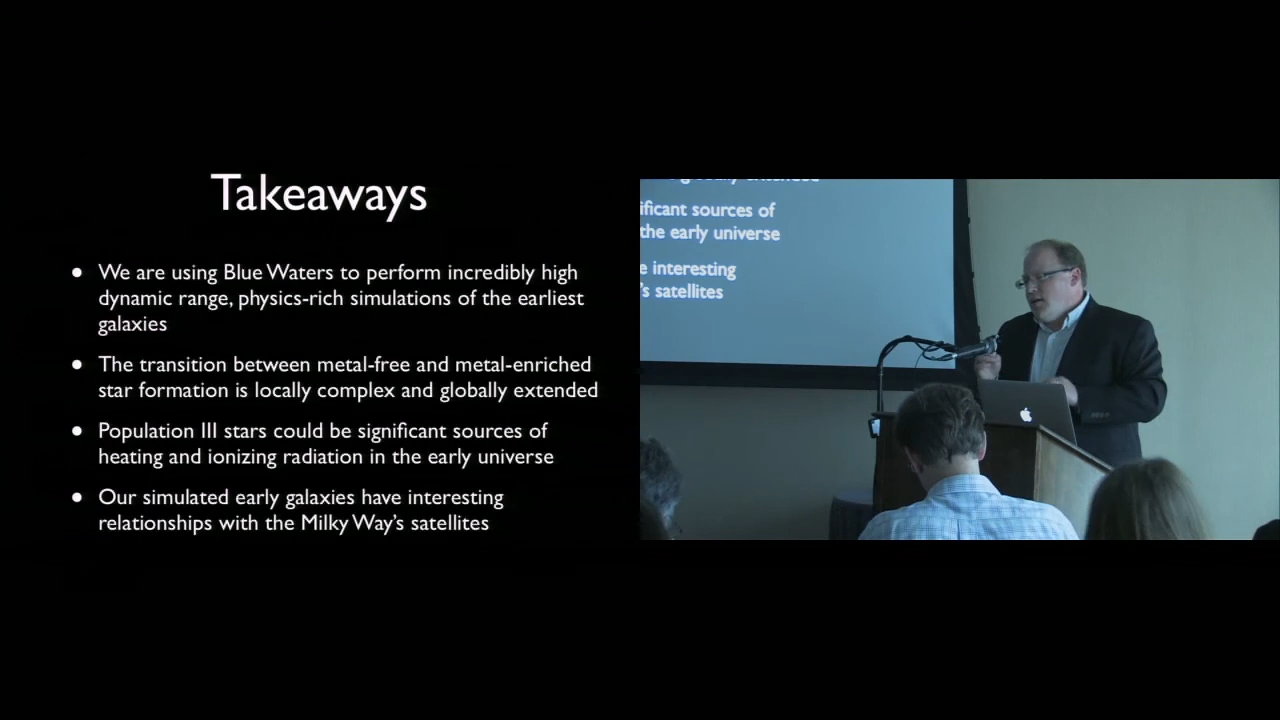 Takeaways
• We are using Blue Waters to perform incredibly high
dynamic range, physics-rich simulations of the earliest
galaxies
• The transition between metal-free and metal-enriched
star formation is locally complex and globally extended
• Population III stars could be significant sources of
heating and ionizing radiation in the early universe
• Our simulated early galaxies have interesting
relationships with the Milky Way's satellites
ificant sources of
the early universe
e interesting
's satellites